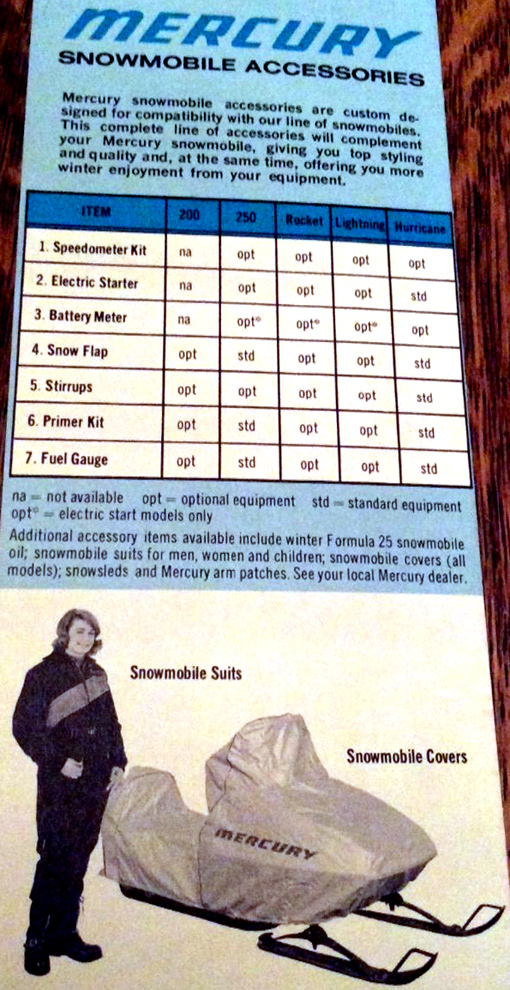 MERCURY
SNOWMOBILE ACCESSORIES
Mercury snowmobile accessories are custom de-
signed for compatibility with our line of snowmobiles.
This complete line of accessories will complement
your Mercury snowmobile, giving you top styling
and quality and, at the same time, offering you more
winter enjoyment from your equipment.
ITEM 200 250 Rocket Lightning Hurricane
1. Speedometer Kit na opt opt opt opt
2. Electric Starter na opt opt opt std
3. Battery Meter na opt* opt* opt* opt
4. Snow Flap opt std opt opt std
5. Stirrups opt opt opt opt std
6. Primer Kit opt std opt opt std
7. Fuel Gauge opt std opt opt std
na = not available opt = optional equipment std = standard equipment
opt* = electric start models only
Additional accessory items available include winter Formula 25 snowmobile
oil; snowmobile suits for men, women and children; snowmobile covers (all
models); snowsleds and Mercury arm patches. See your local Mercury dealer.
Snowmobile Suits
Snowmobile Covers
MERCURY